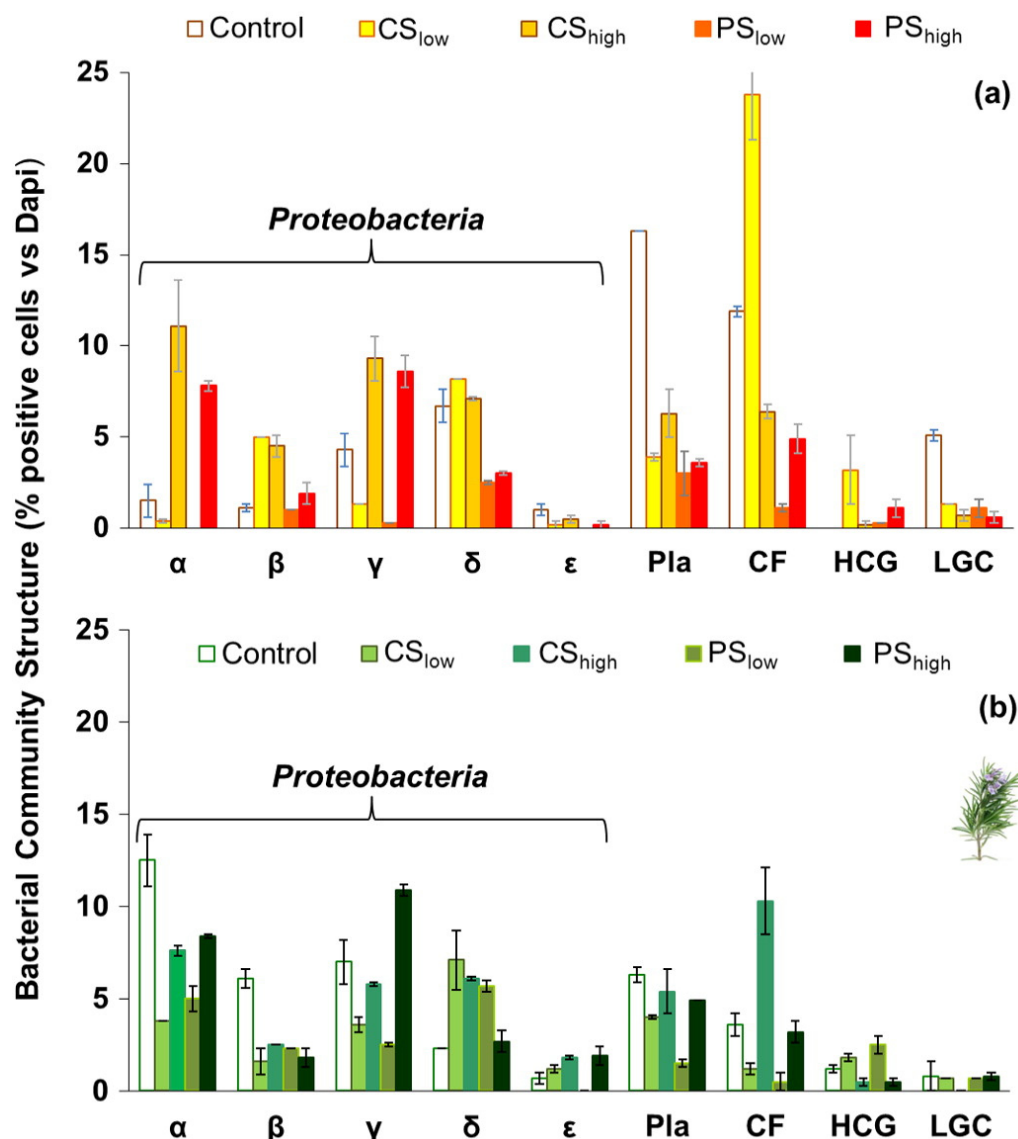 Control CSlow CShigh PSlow PShigh
Bacterial Community Structure (% positive cells vs Dapi)
25
(a)
20
Proteobacteria
15
10
5
0
α β γ δ ε Pla CF HCG LGC
25
Control CSlow CShigh PSlow PShigh
(b)
20
Proteobacteria
15
10
5
0
α β γ δ ε Pla CF HCG LGC